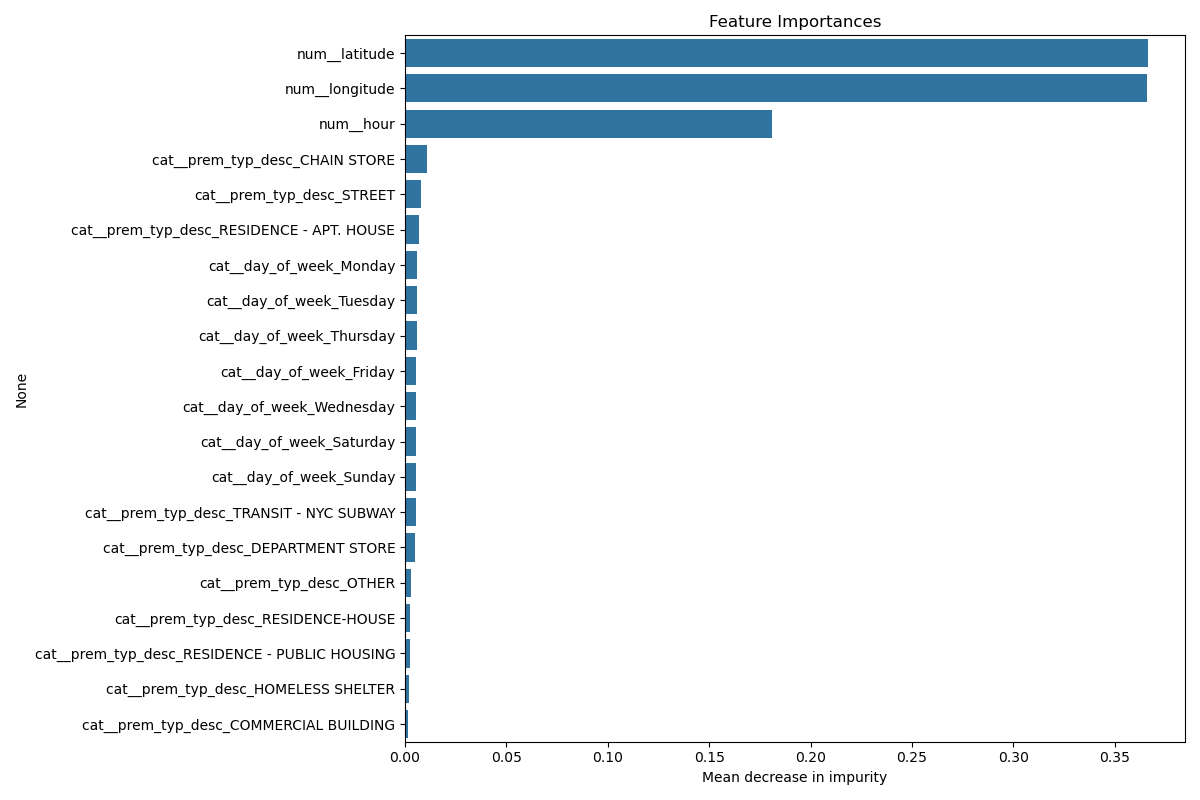 Feature Importances
num__latitude
num__longitude
num__hour
cat__prem_typ_desc_CHAIN STORE
cat__prem_typ_desc_STREET
cat__prem_typ_desc_RESIDENCE - APT. HOUSE
cat__day_of_week_Monday
cat__day_of_week_Tuesday
cat__day_of_week_Thursday
cat__day_of_week_Friday
cat__day_of_week_Wednesday
cat__day_of_week_Saturday
cat__day_of_week_Sunday
cat__prem_typ_desc_TRANSIT - NYC SUBWAY
cat__prem_typ_desc_DEPARTMENT STORE
cat__prem_typ_desc_OTHER
cat__prem_typ_desc_RESIDENCE-HOUSE
cat__prem_typ_desc_RESIDENCE - PUBLIC HOUSING
cat__prem_typ_desc_HOMELESS SHELTER
cat__prem_typ_desc_COMMERCIAL BUILDING
None
0.00 0.05 0.10 0.15 0.20 0.25 0.30 0.35
Mean decrease in impurity